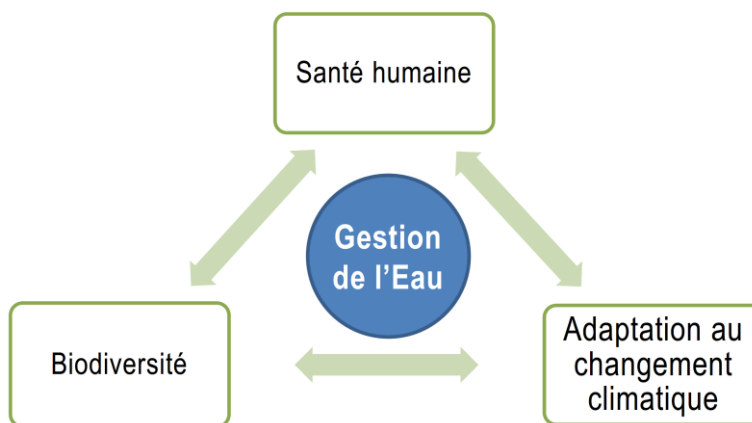 Santé humaine
Gestion
de l’Eau
Biodiversité
Adaptation au
changement
climatique